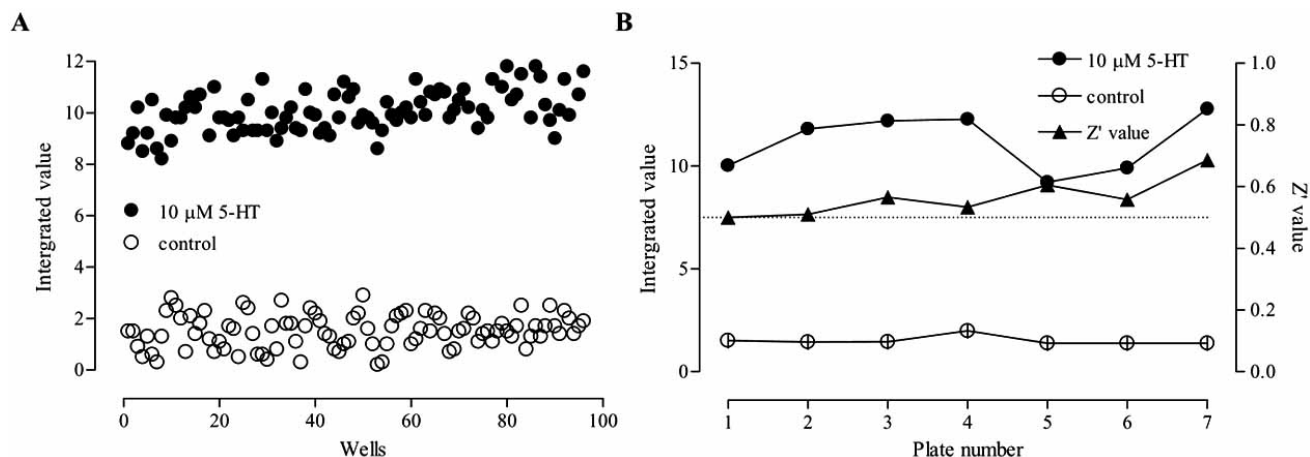 A
Intergrated value
12
10
8
6
4
2
0
10 µM 5-HT
control
0
20
40
60
80
100
Wells
B
Intergrated value
15
10
5
0
10 µM 5-HT
control
Z' value
1.0
0.8
0.6
0.4
0.2
0.0
Z' value
1
2
3
4
5
6
7
Plate number